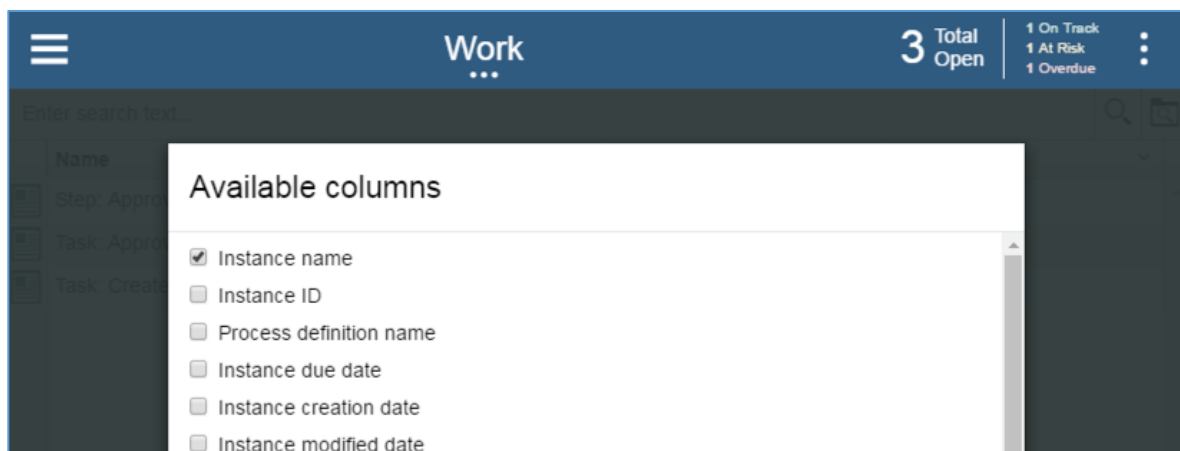 Work
3 Total Open
1 On Track
1 At Risk
1 Overdue
Enter search text...
Name
Step: Approv
Task: Approv
Task: Create
Available columns
Instance name
Instance ID
Process definition name
Instance due date
Instance creation date
Instance modified date